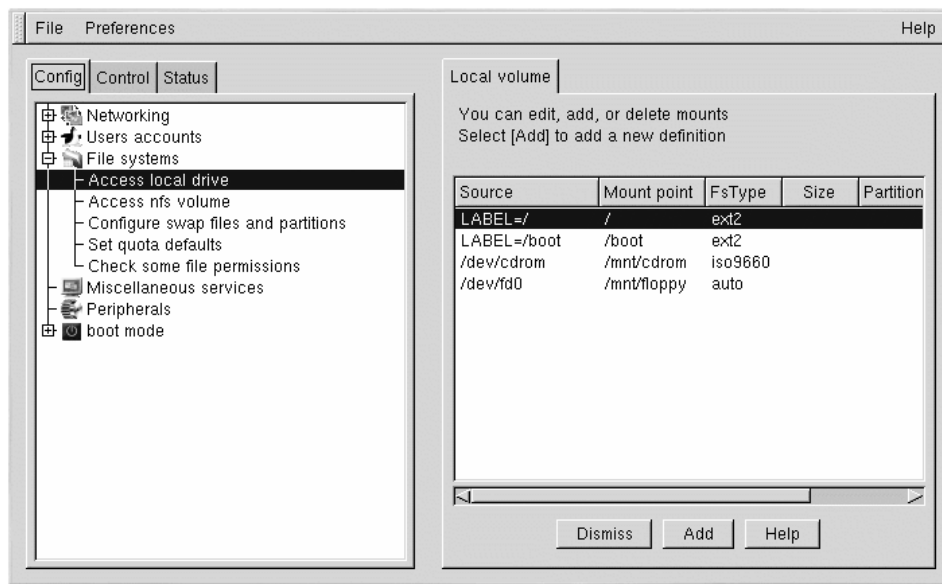 File Preferences Help
Config Control Status
Networking
Users accounts
File systems
Access local drive
Access nfs volume
Configure swap files and partitions
Set quota defaults
Check some file permissions
Miscellaneous services
Peripherals
boot mode
Local volume
You can edit, add, or delete mounts
Select [Add] to add a new definition
Source Mount point FsType Size Partition
LABEL=/ / ext2
LABEL=/boot /boot ext2
/dev/cdrom /mnt/cdrom iso9660
/dev/fd0 /mnt/floppy auto
Dismiss Add Help